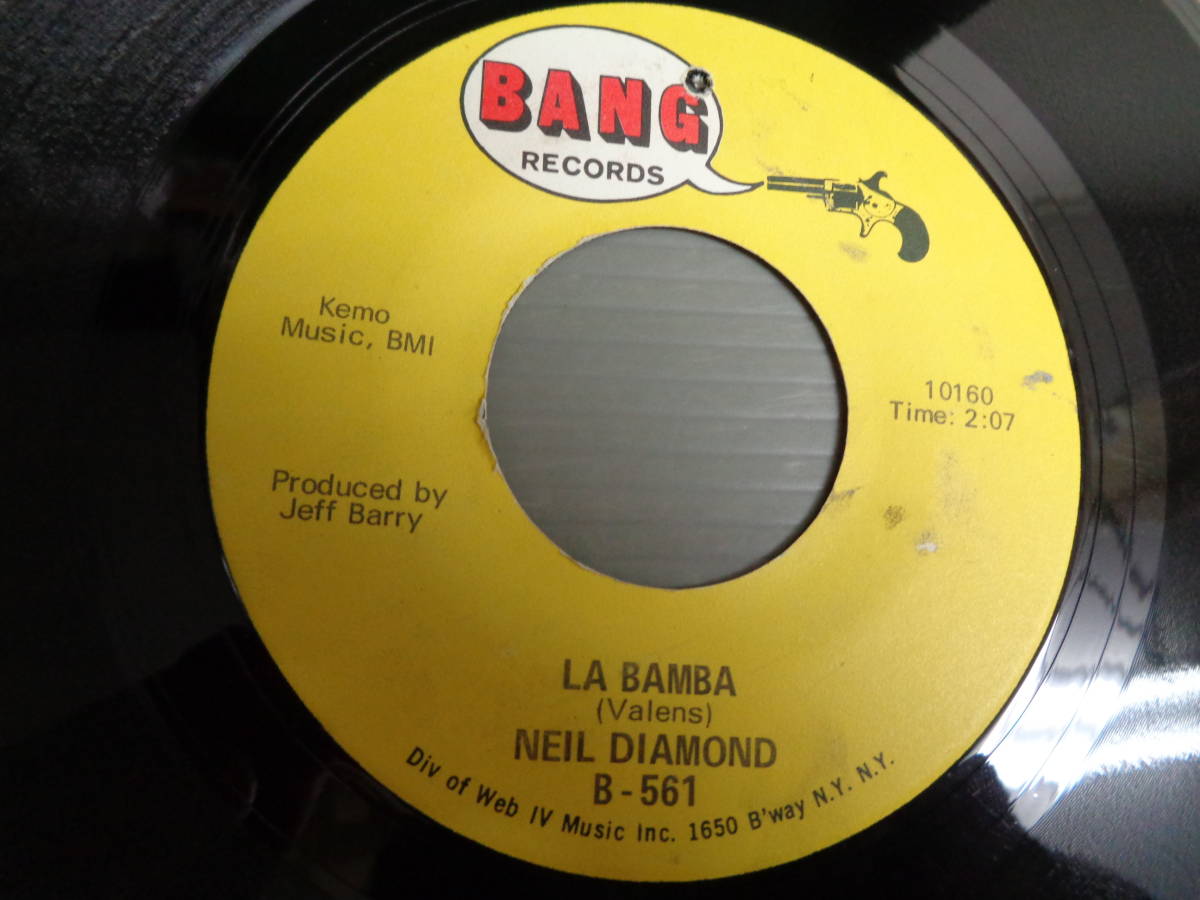 BANG
RECORDS
Kemo
Music, BMI
10160
Time: 2:07
Produced by
Jeff Barry
LA BAMBA
(Valens)
NEIL DIAMOND
B-561
Div of Web IV Music Inc. 1650 B'way N.Y. N.Y.